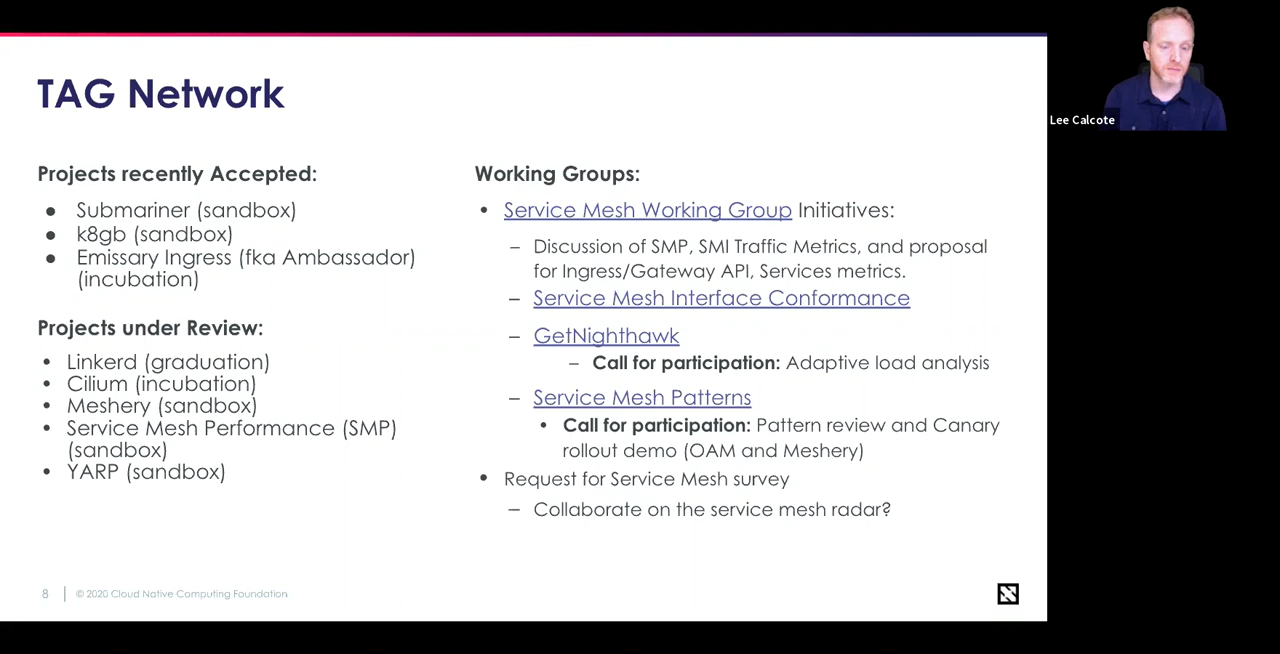 TAG Network
Projects recently Accepted:
● Submariner (sandbox)
● k8gb (sandbox)
● Emissary Ingress (fka Ambassador)
(incubation)
Projects under Review:
• Linkerd (graduation)
• Cilium (incubation)
• Meshery (sandbox)
• Service Mesh Performance (SMP)
(sandbox)
• YARP (sandbox)
Working Groups:
• Service Mesh Working Group Initiatives:
– Discussion of SMP, SMI Traffic Metrics, and proposal
for Ingress/Gateway API, Services metrics.
– Service Mesh Interface Conformance
– GetNighthawk
– Call for participation: Adaptive load analysis
– Service Mesh Patterns
• Call for participation: Pattern review and Canary
rollout demo (OAM and Meshery)
• Request for Service Mesh survey
– Collaborate on the service mesh radar?
8 | © 2020 Cloud Native Computing Foundation
Lee Calcote